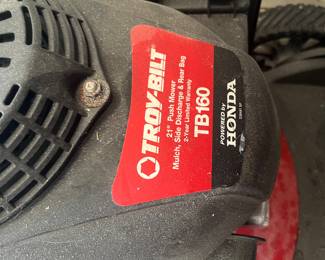 TROY-BILT
21" Push Mower
Mulch, Side Discharge & Rear Bag
2-Year Limited Warranty
TB160
POWERED by
HONDA